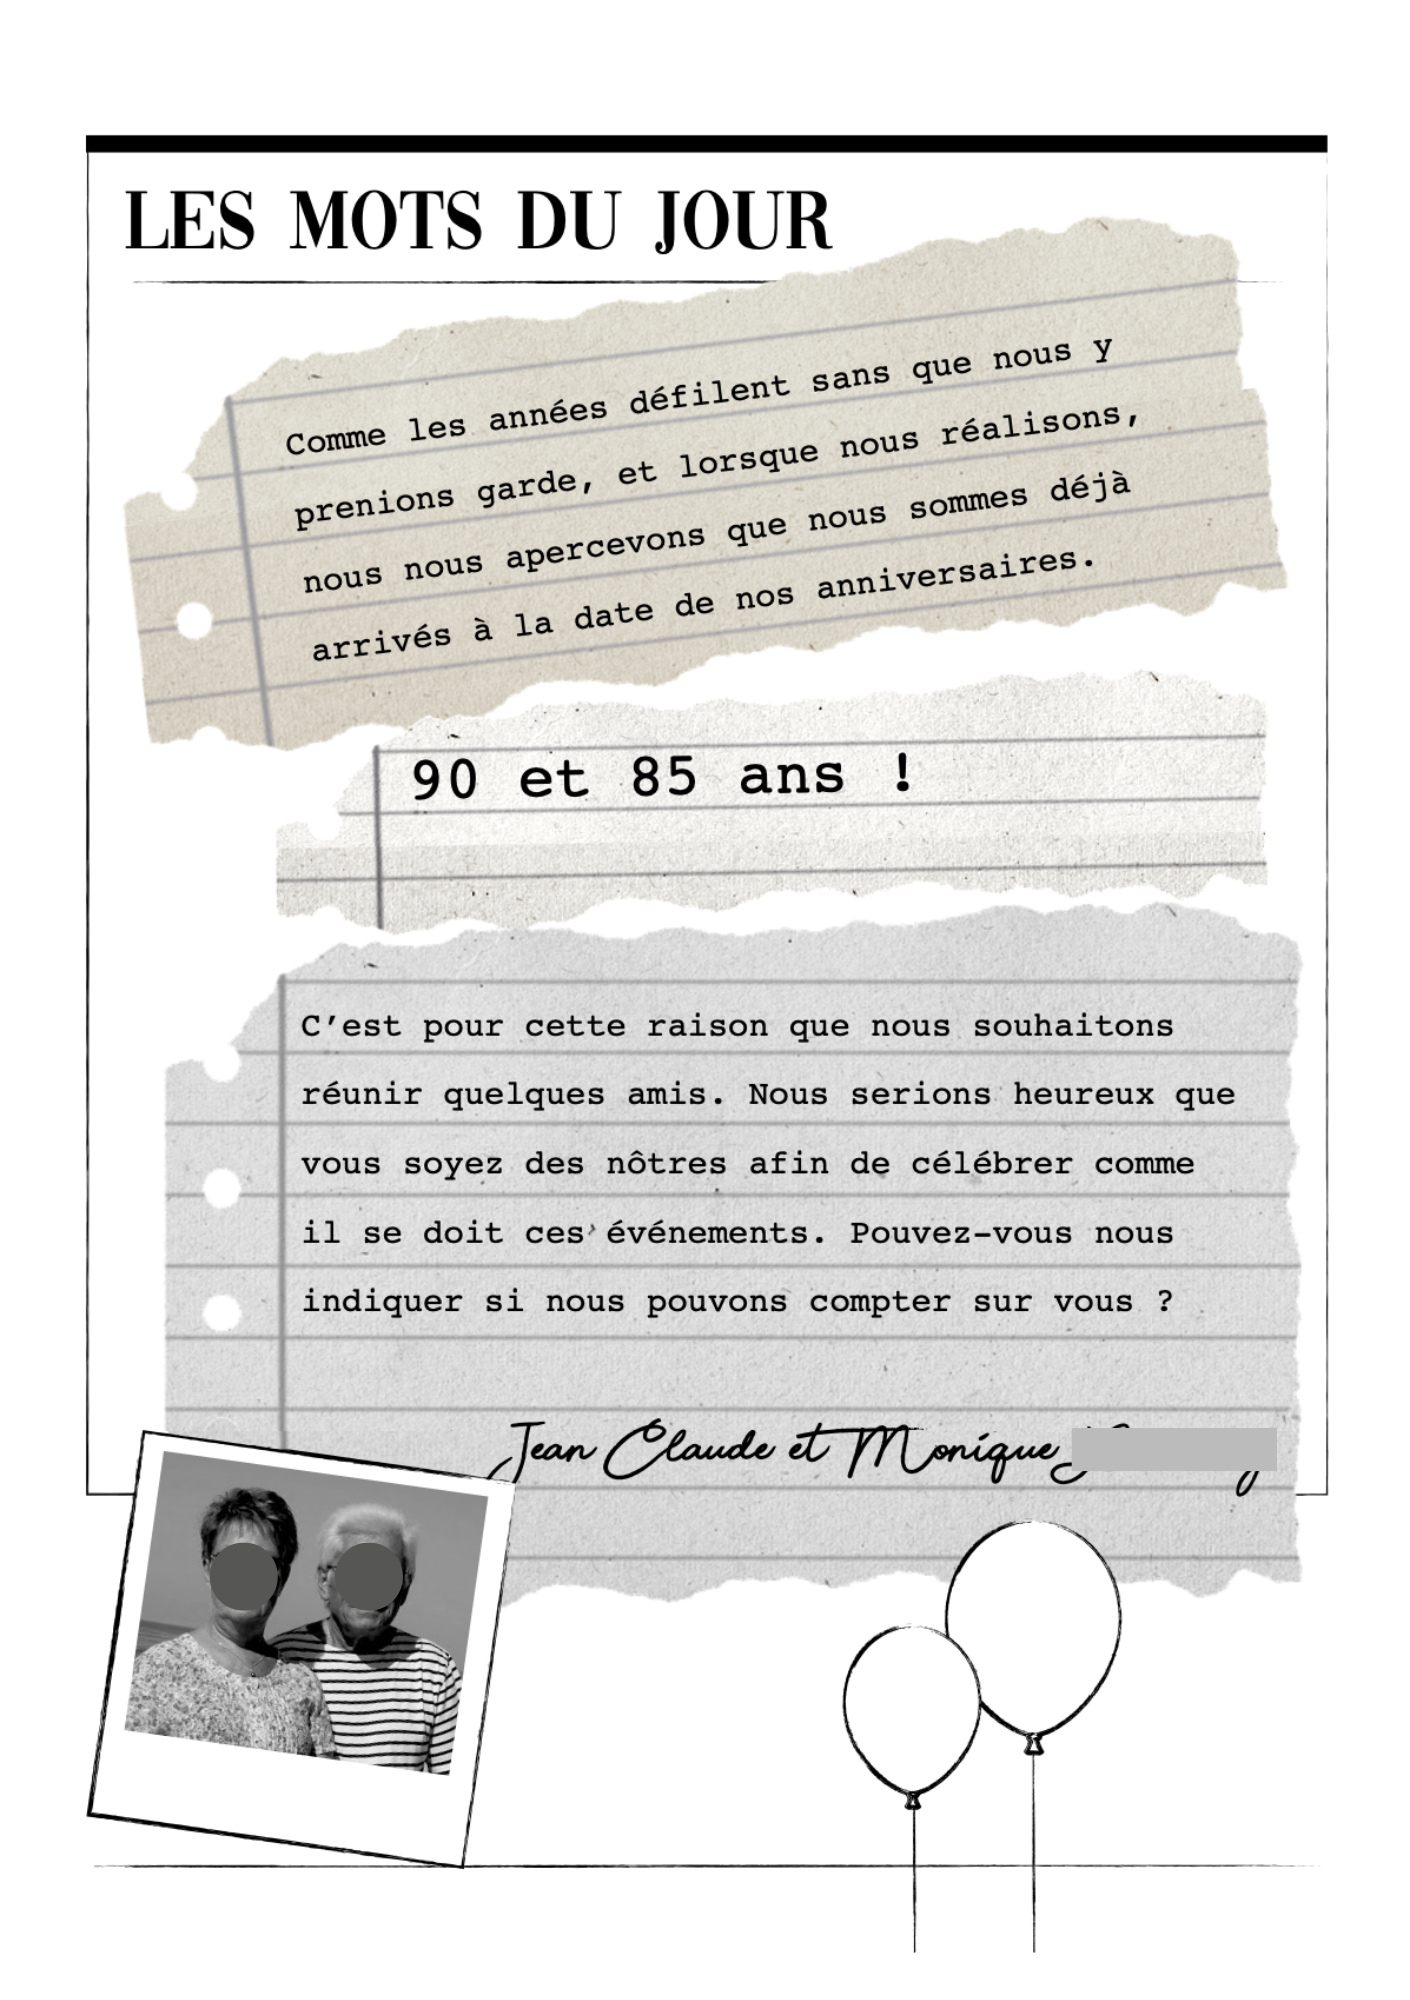 LES MOTS DU JOUR
Comme les années défilent sans que nous y
prenions garde, et lorsque nous réalisons,
nous nous apercevons que nous sommes déjà
arrivés à la date de nos anniversaires.
90 et 85 ans !
C’est pour cette raison que nous souhaitons
réunir quelques amis. Nous serions heureux que
vous soyez des nôtres afin de célébrer comme
il se doit ces événements. Pouvez-vous nous
indiquer si nous pouvons compter sur vous ?
Jean Claude et Monique